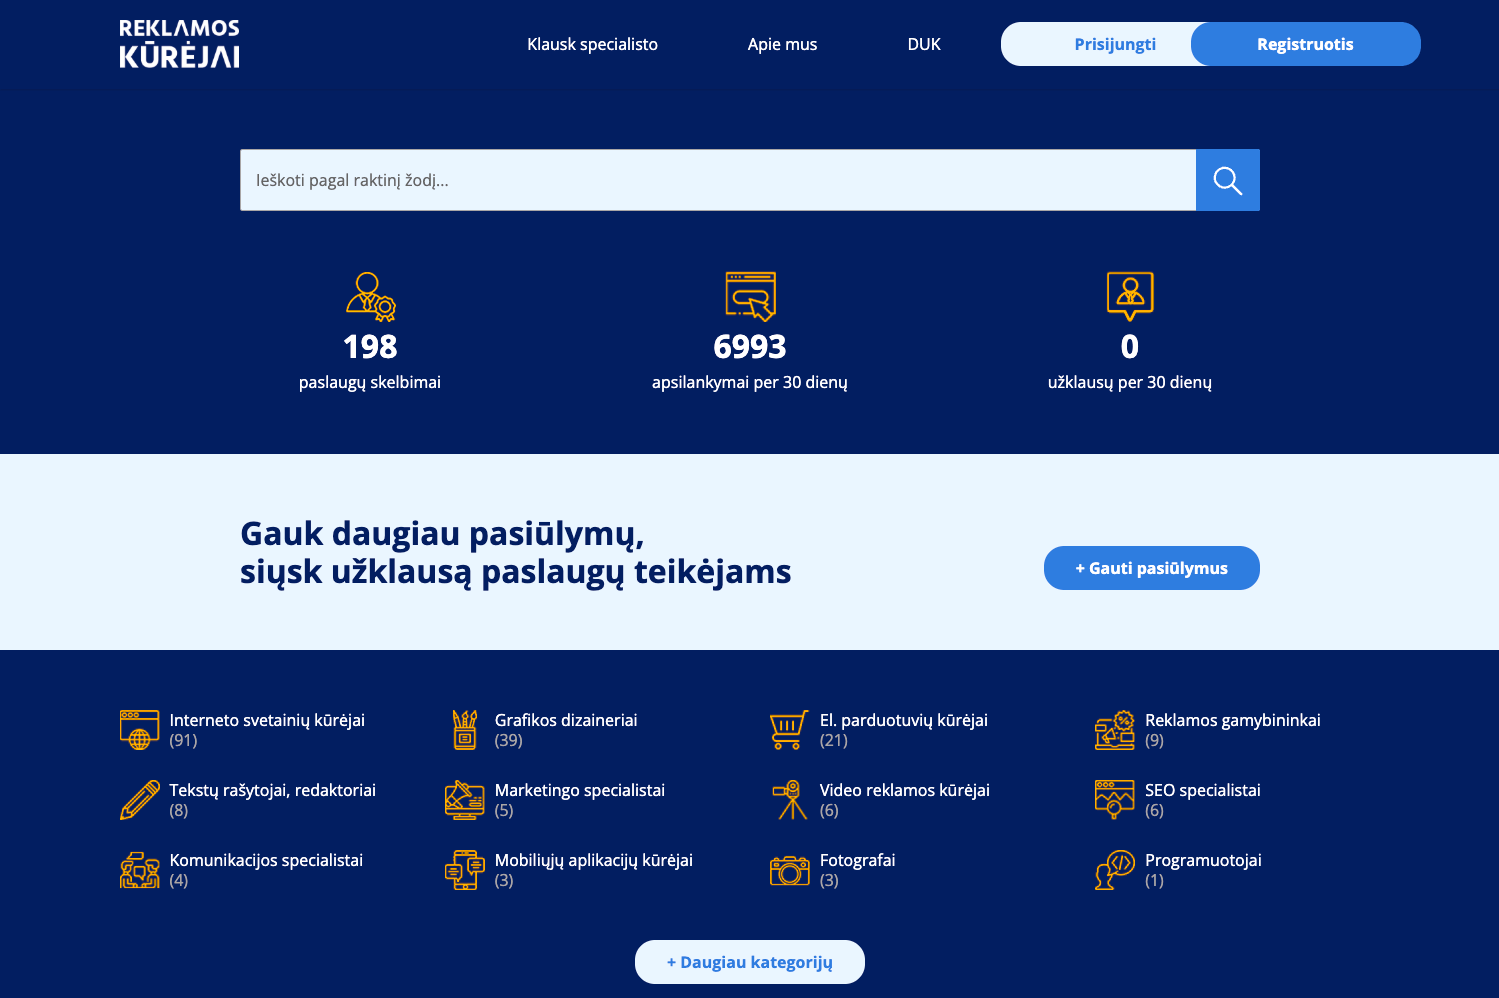 REKLAMOS
KŪRĖJAI
Klausk specialisto
Apie mus
DUK
Prisijungti
Registruotis
Ieškoti pagal raktinį žodį...
198
paslaugų skelbimai
6993
apsilankymai per 30 dienų
0
užklausų per 30 dienų
Gauk daugiau pasiūlymų,
siųsk užklausą paslaugų teikėjams
+ Gauti pasiūlymus
Interneto svetainių kūrėjai
(91)
Grafikos dizaineriai
(39)
El. parduotuvių kūrėjai
(21)
Reklamos gamybininkai
(9)
Tekstų rašytojai, redaktoriai
(8)
Marketingo specialistai
(5)
Video reklamos kūrėjai
(6)
SEO specialistai
(6)
Komunikacijos specialistai
(4)
Mobiliųjų aplikacijų kūrėjai
(3)
Fotografai
(3)
Programuotojai
(1)
+ Daugiau kategorijų